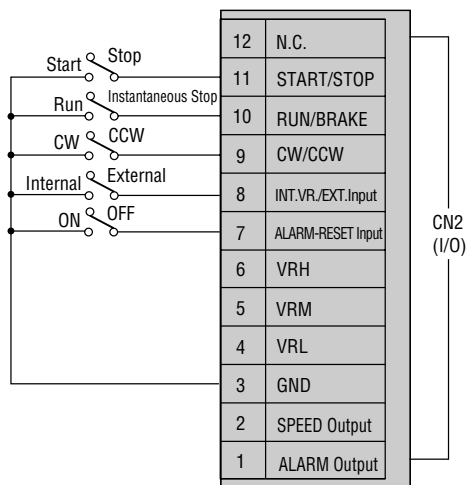 12 N.C.
Start Stop 11 START/STOP
Run Instantaneous Stop 10 RUN/BRAKE
CW CCW 9 CW/CCW
Internal External 8 INT.VR./EXT.Input
ON OFF 7 ALARM-RESET Input
6 VRH
5 VRM
4 VRL
3 GND
2 SPEED Output
1 ALARM Output
CN2
(I/O)